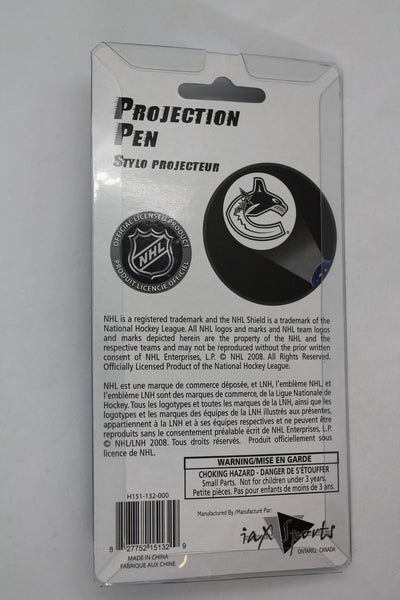 PROJECTION
PEN
STYLO PROJECTEUR
OFFICIAL LICENSED PRODUCT
NHL
PRODUIT LICENCIÉ OFFICIEL
NHL is a registered trademark and the NHL Shield is a trademark of the
National Hockey League. All NHL logos and marks and NHL team logos
and marks depicted herein are the property of the NHL and the
respective teams and may not be reproduced without the prior written
consent of NHL Enterprises, L.P. © NHL 2008. All Rights Reserved.
Officially Licensed Product of the National Hockey League.
NHL est une marque de commerce déposée, et LNH, l'emblème NHL, et
l'emblème LNH sont des marques de commerce, de la Ligue Nationale de
Hockey. Tous les logotypes et toutes les marques de la LNH, ainsi que les
logotypes et les marques des équipes de la LNH illustrés aux présentes,
appartiennent à la LNH et à ses équipes respectives et ne peuvent être
reproduits sans le consentement préalable écrit de NHL Enterprises, L.P.
© NHL/LNH 2008. Tous droits réservés. Produit officiellement sous
licence de NHL.
WARNING/MISE EN GARDE
CHOKING HAZARD - DANGER DE S'ÉTOUFFER
Small Parts. Not for children under 3 years.
Petite pièces. Pas pour enfants de moins de 3 ans.
H151-132-000
8 27752 15132 9
MADE IN CHINA
FABRIQUE AUX CHINE
Manufactured By /Manufacturé Par:
iaX Sports
ONTARIO, CANADA